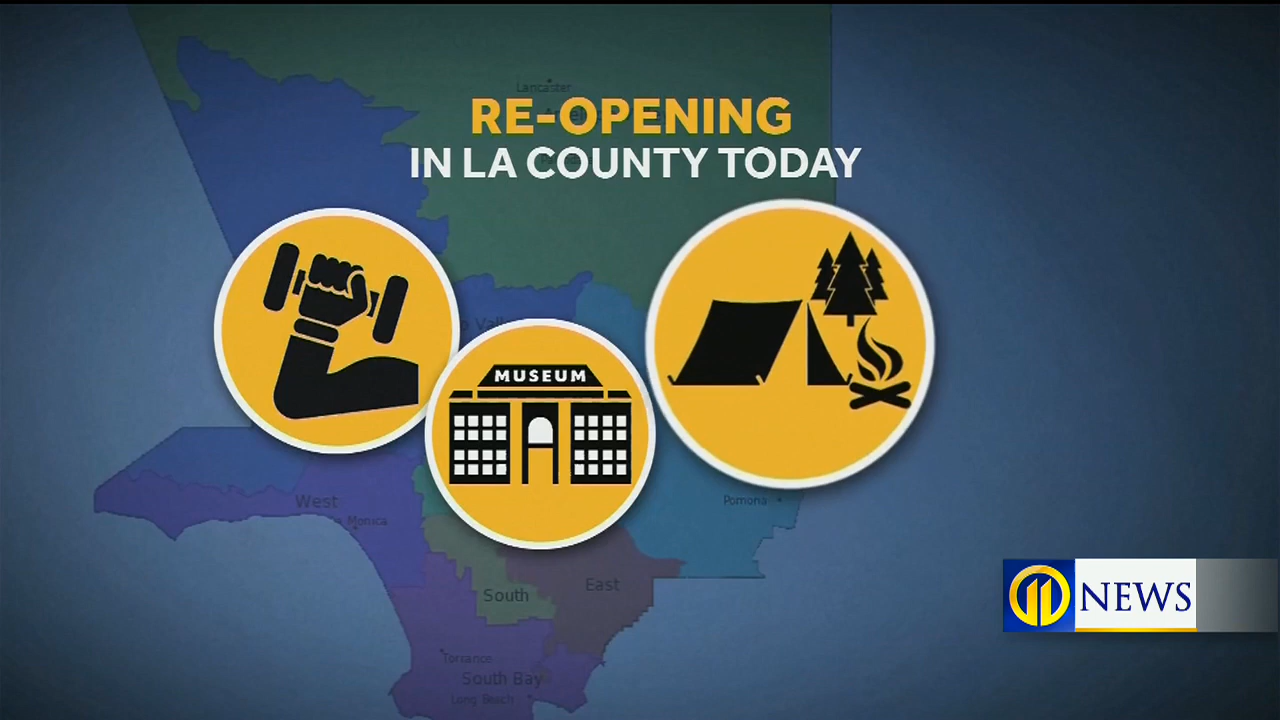 Lancaster
RE-OPENING
IN LA COUNTY TODAY
MUSEUM
West
Monica
Pomona
East
South
Torrance
South Bay
Long Beach
11 NEWS